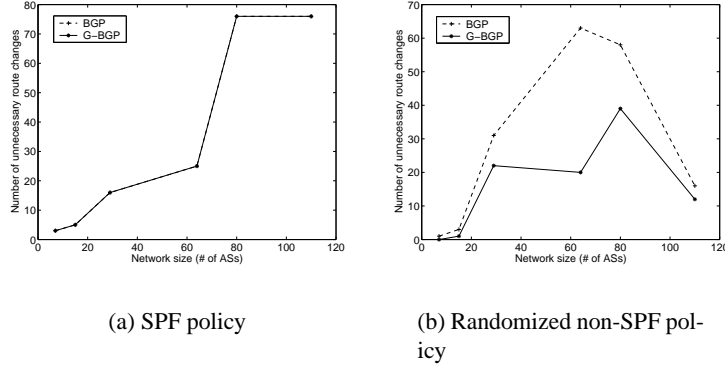 80
70
60
50
40
30
20
10
0
Number of unnecessary route changes
BGP
G−BGP
0 20 40 60 80 100 120
Network size (# of ASs)
(a) SPF policy
70
60
50
40
30
20
10
0
Number of unnecessary route changes
BGP
G−BGP
0 20 40 60 80 100 120
Network size (# of ASs)
(b) Randomized non-SPF pol-
icy